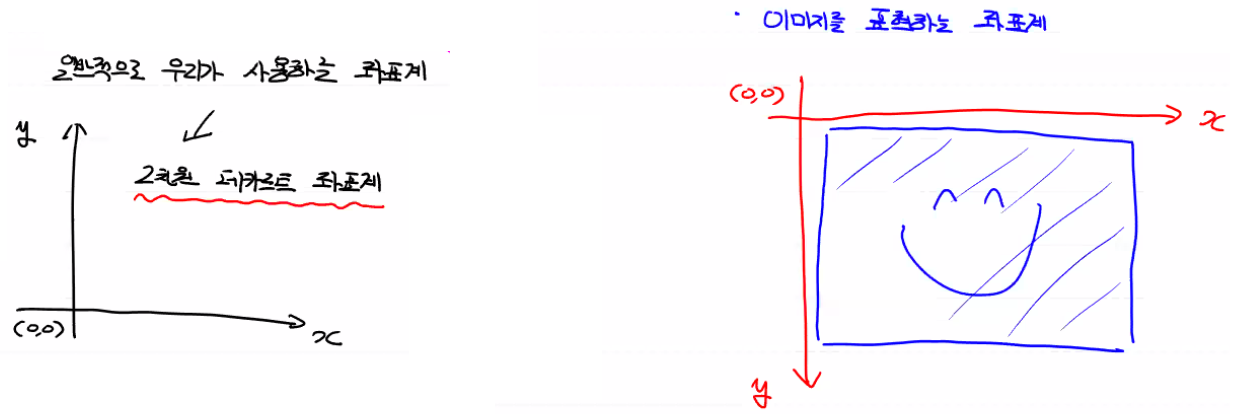 일반적으로 우리가 사용하는 좌표계
y
2차원 데카르트 좌표계
(0,0)
x
· 이미지를 표현하는 좌표계
(0,0)
x
y